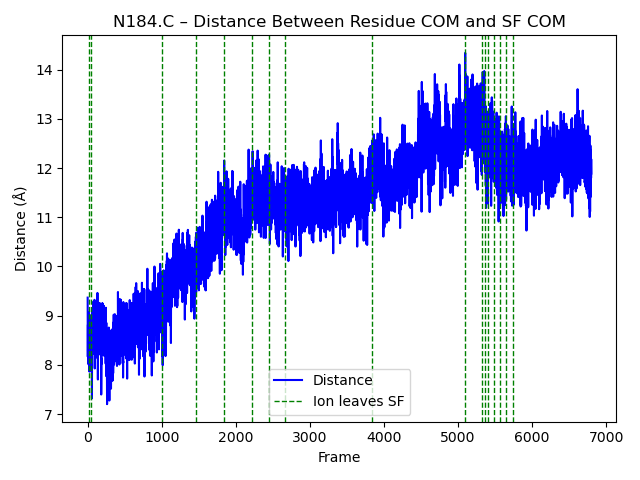 N184.C – Distance Between Residue COM and SF COM
Distance (Å)
14
13
12
11
10
9
8
7
Distance
Ion leaves SF
0 1000 2000 3000 4000 5000 6000 7000
Frame